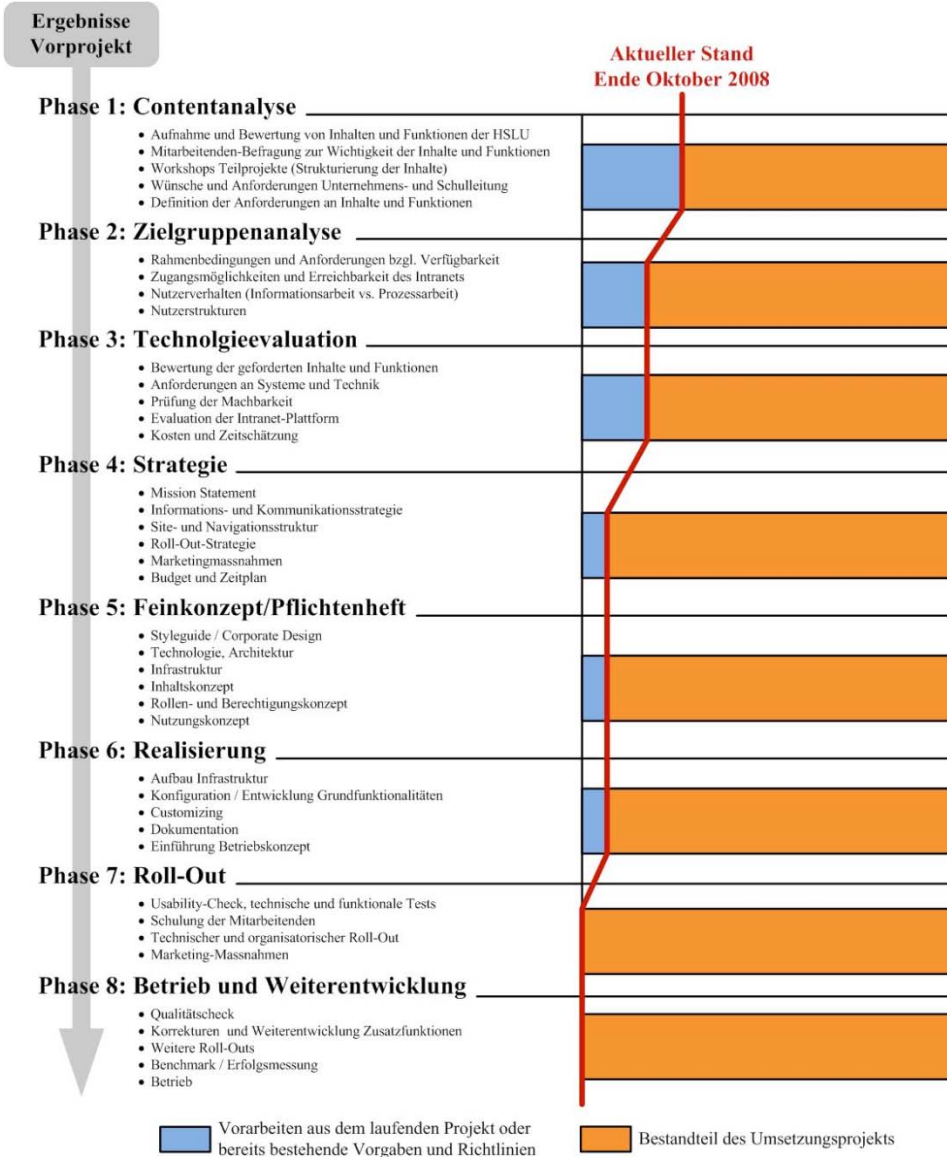 Ergebnisse
Vorprojekt
Aktueller Stand
Ende Oktober 2008
Phase 1: Contentanalyse
• Aufnahme und Bewertung von Inhalten und Funktionen der HSLU
• Mitarbeitenden-Befragung zur Wichtigkeit der Inhalte und Funktionen
• Workshops Teilprojekte (Strukturierung der Inhalte)
• Wünsche und Anforderungen Unternehmens- und Schulleitung
• Definition der Anforderungen an Inhalte und Funktionen
Phase 2: Zielgruppenanalyse
• Rahmenbedingungen und Anforderungen bzgl. Verfügbarkeit
• Zugangsmöglichkeiten und Erreichbarkeit des Intranets
• Nutzerverhalten (Informationsarbeit vs. Prozessarbeit)
• Nutzerstrukturen
Phase 3: Technolgieevaluation
• Bewertung der geforderten Inhalte und Funktionen
• Anforderungen an Systeme und Technik
• Prüfung der Machbarkeit
• Evaluation der Intranet-Plattform
• Kosten und Zeitschätzung
Phase 4: Strategie
• Mission Statement
• Informations- und Kommunikationsstrategie
• Site- und Navigationsstruktur
• Roll-Out-Strategie
• Marketingmassnahmen
• Budget und Zeitplan
Phase 5: Feinkonzept/Pflichtenheft
• Styleguide / Corporate Design
• Technologie, Architektur
• Infrastruktur
• Inhaltskonzept
• Rollen- und Berechtigungskonzept
• Nutzungskonzept
Phase 6: Realisierung
• Aufbau Infrastruktur
• Konfiguration / Entwicklung Grundfunktionalitäten
• Customizing
• Dokumentation
• Einführung Betriebskonzept
Phase 7: Roll-Out
• Usability-Check, technische und funktionale Tests
• Schulung der Mitarbeitenden
• Technischer und organisatorischer Roll-Out
• Marketing-Massnahmen
Phase 8: Betrieb und Weiterentwicklung
• Qualitätscheck
• Korrekturen und Weiterentwicklung Zusatzfunktionen
• Weitere Roll-Outs
• Benchmark / Erfolgsmessung
• Betrieb
Vorarbeiten aus dem laufenden Projekt oder
bereits bestehende Vorgaben und Richtlinien
Bestandteil des Umsetzungsprojekts